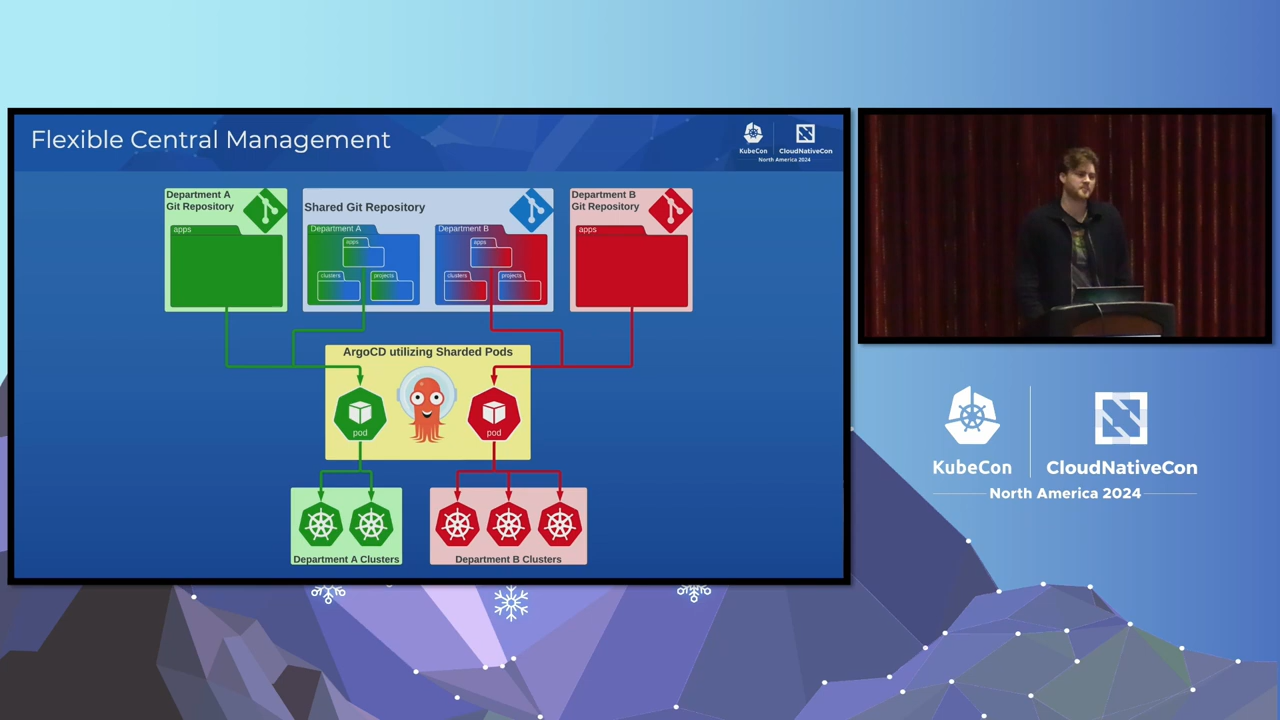 Flexible Central Management
KubeCon
CloudNativeCon
North America 2024
Department A
Git Repository
apps
Shared Git Repository
Department A
apps
clusters
projects
Department B
apps
clusters
projects
Department B
Git Repository
apps
ArgoCD utilizing Sharded Pods
pod
pod
Department A Clusters
Department B Clusters
KubeCon
CloudNativeCon
North America 2024